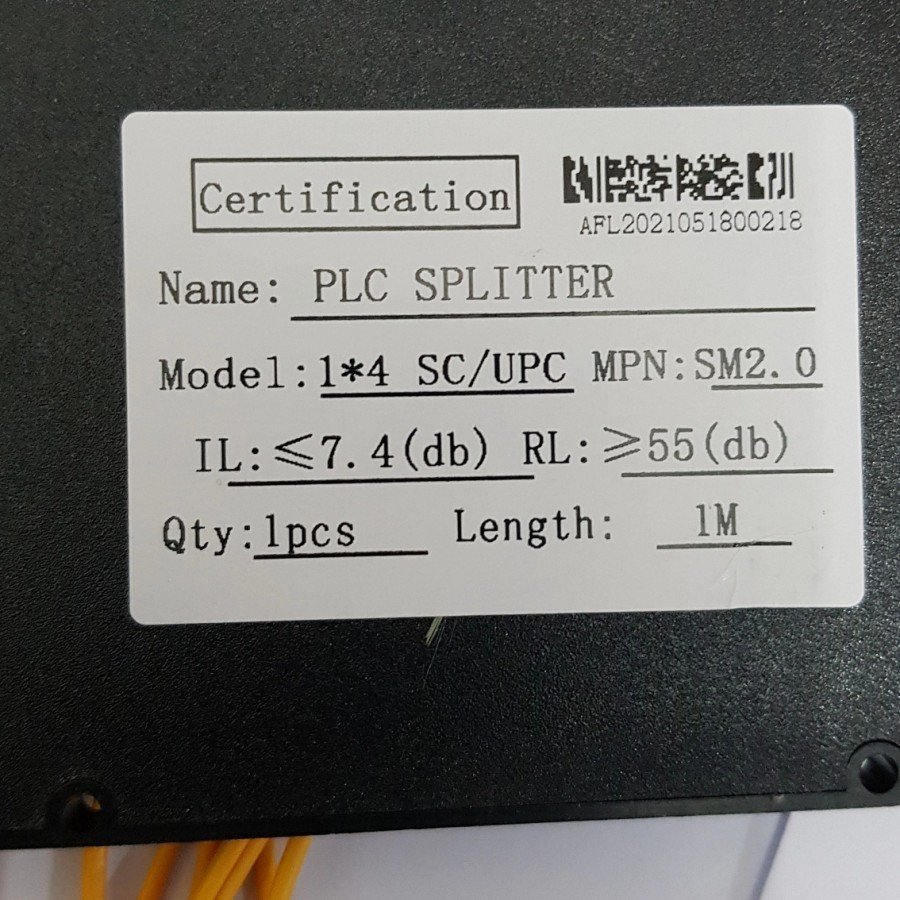 Certification
AFL2021051800218
Name: PLC SPLITTER
Model:1*4 SC/UPC MPN:SM2.0
IL:≤7.4(db) RL:≥55(db)
Qty:1pcs Length: 1M